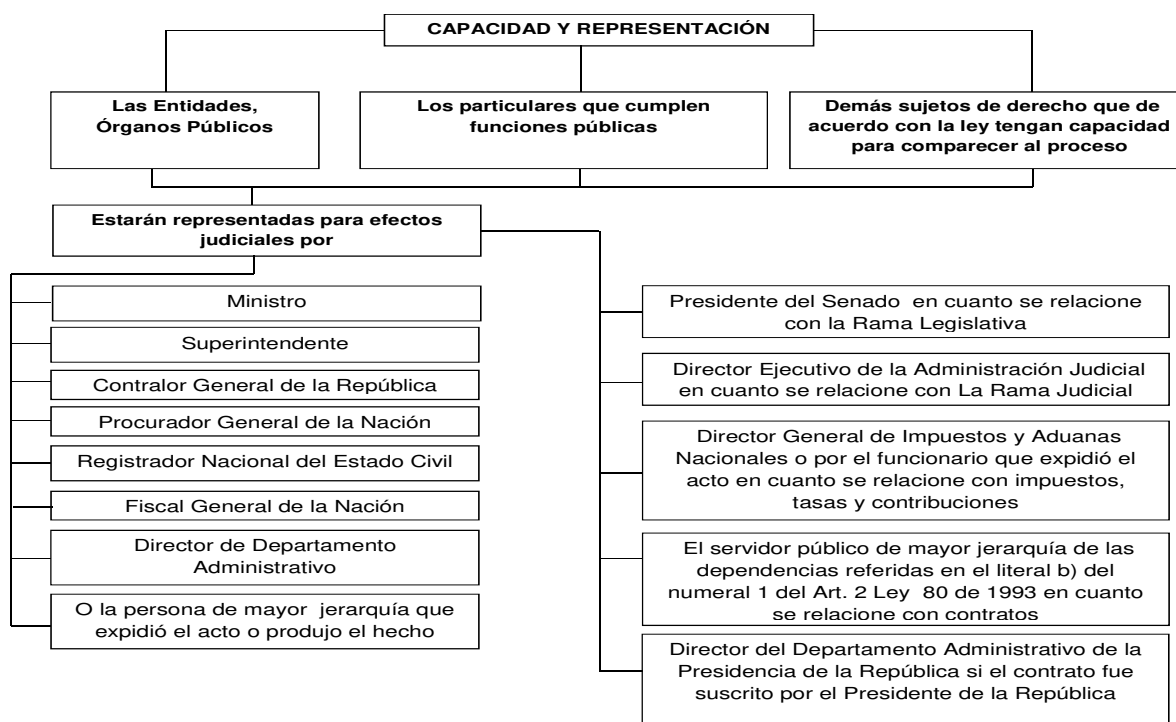 CAPACIDAD Y REPRESENTACIÓN
Las Entidades,
Órganos Públicos
Los particulares que cumplen
funciones públicas
Demás sujetos de derecho que de
acuerdo con la ley tengan capacidad
para comparecer al proceso
Estarán representadas para efectos
judiciales por
Ministro
Superintendente
Contralor General de la República
Procurador General de la Nación
Registrador Nacional del Estado Civil
Fiscal General de la Nación
Director de Departamento
Administrativo
O la persona de mayor jerarquía que
expidió el acto o produjo el hecho
Presidente del Senado en cuanto se relacione
con la Rama Legislativa
Director Ejecutivo de la Administración Judicial
en cuanto se relacione con La Rama Judicial
Director General de Impuestos y Aduanas
Nacionales o por el funcionario que expidió el
acto en cuanto se relacione con impuestos,
tasas y contribuciones
El servidor público de mayor jerarquía de las
dependencias referidas en el literal b) del
numeral 1 del Art. 2 Ley 80 de 1993 en cuanto
se relacione con contratos
Director del Departamento Administrativo de la
Presidencia de la República si el contrato fue
suscrito por el Presidente de la República